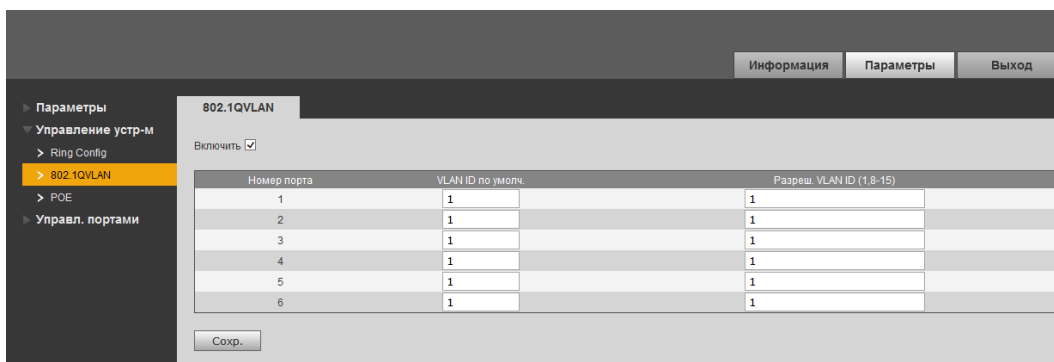 Информация Параметры Выход
Параметры
Управление устр-м
Ring Config
802.1QVLAN
POE
Управл. портами
802.1QVLAN
Включить
Номер порта VLAN ID по умолч. Разреш. VLAN ID (1,8-15)
1 1 1
2 1 1
3 1 1
4 1 1
5 1 1
6 1 1
Сохр.